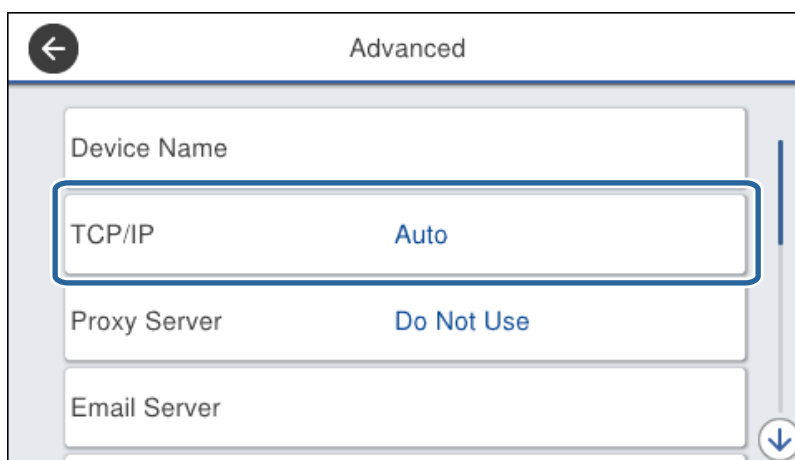 Advanced
Device Name
TCP/IP Auto
Proxy Server Do Not Use
Email Server